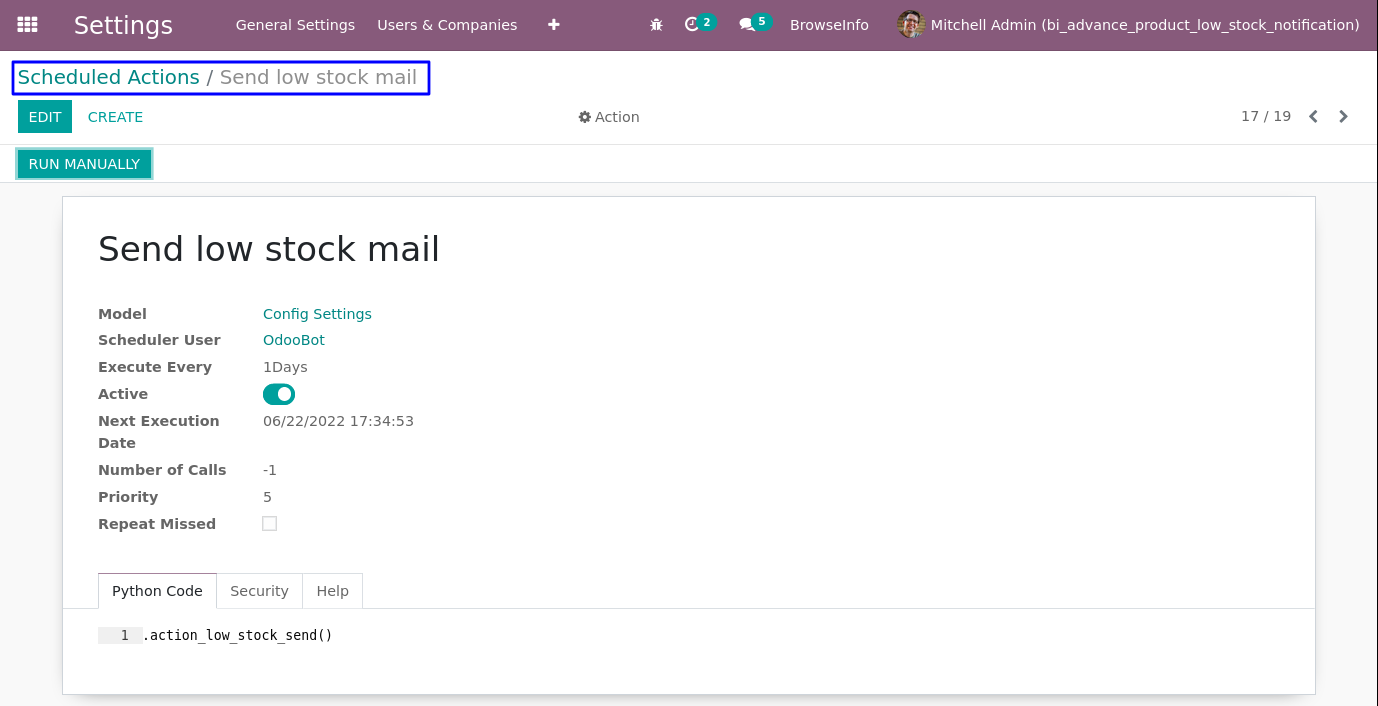 Settings General Settings Users & Companies + 2 5 BrowseInfo Mitchell Admin (bi_advance_product_low_stock_notification)
Scheduled Actions / Send low stock mail
EDIT CREATE Action 17 / 19
RUN MANUALLY
Send low stock mail
Model Config Settings
Scheduler User OdooBot
Execute Every 1Days
Active
Next Execution Date 06/22/2022 17:34:53
Number of Calls -1
Priority 5
Repeat Missed
Python Code Security Help
1 .action_low_stock_send()